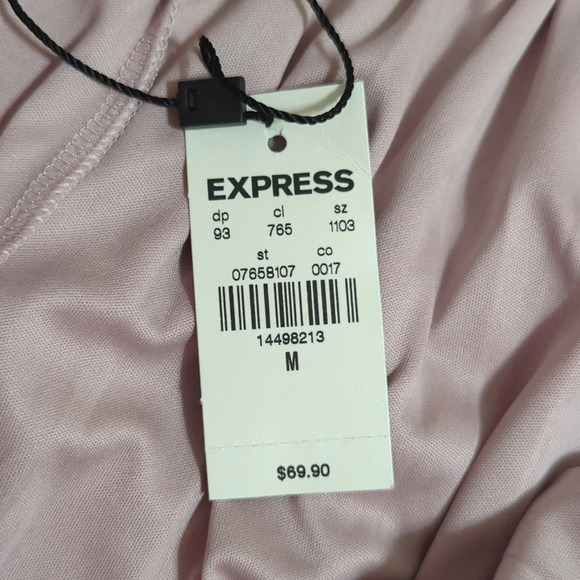 EXPRESS
dp cl sz
93 765 1103
st co
07658107 0017
14498213
M
$69.90